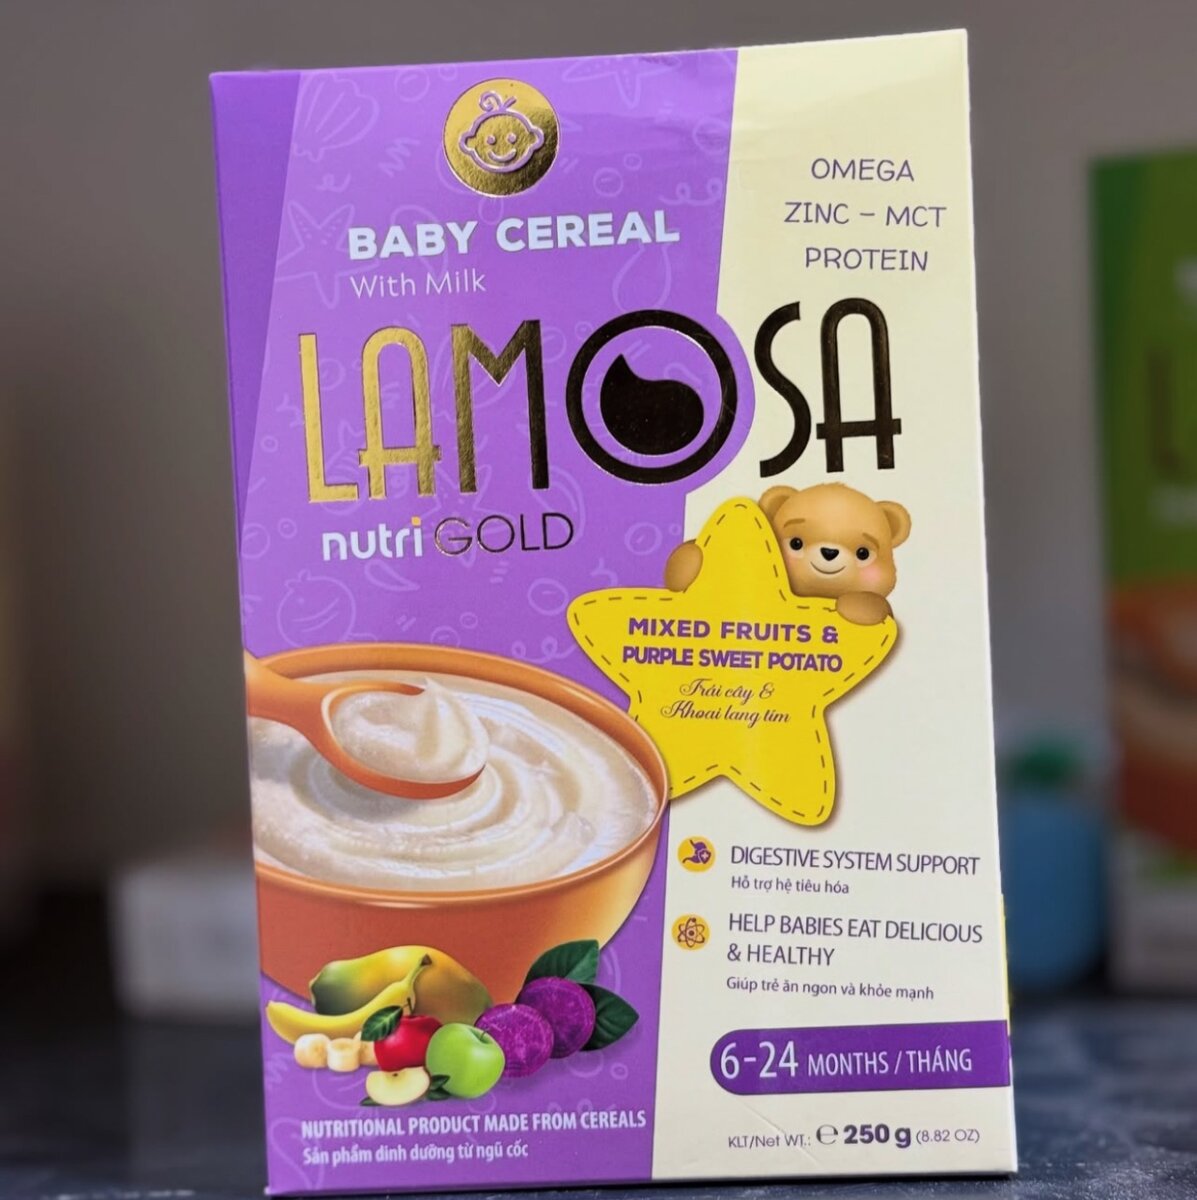 BABY CEREAL
With Milk
OMEGA
ZINC – MCT
PROTEIN
LAMOSA
nutri GOLD
MIXED FRUITS &
PURPLE SWEET POTATO
Trái cây &
Khoai lang tím
DIGESTIVE SYSTEM SUPPORT
Hỗ trợ hệ tiêu hóa
HELP BABIES EAT DELICIOUS
& HEALTHY
Giúp trẻ ăn ngon và khỏe mạnh
6-24 MONTHS / THÁNG
NUTRITIONAL PRODUCT MADE FROM CEREALS
Sản phẩm dinh dưỡng từ ngũ cốc
KLT/Net WT.: ℮ 250 g (8.82 OZ)